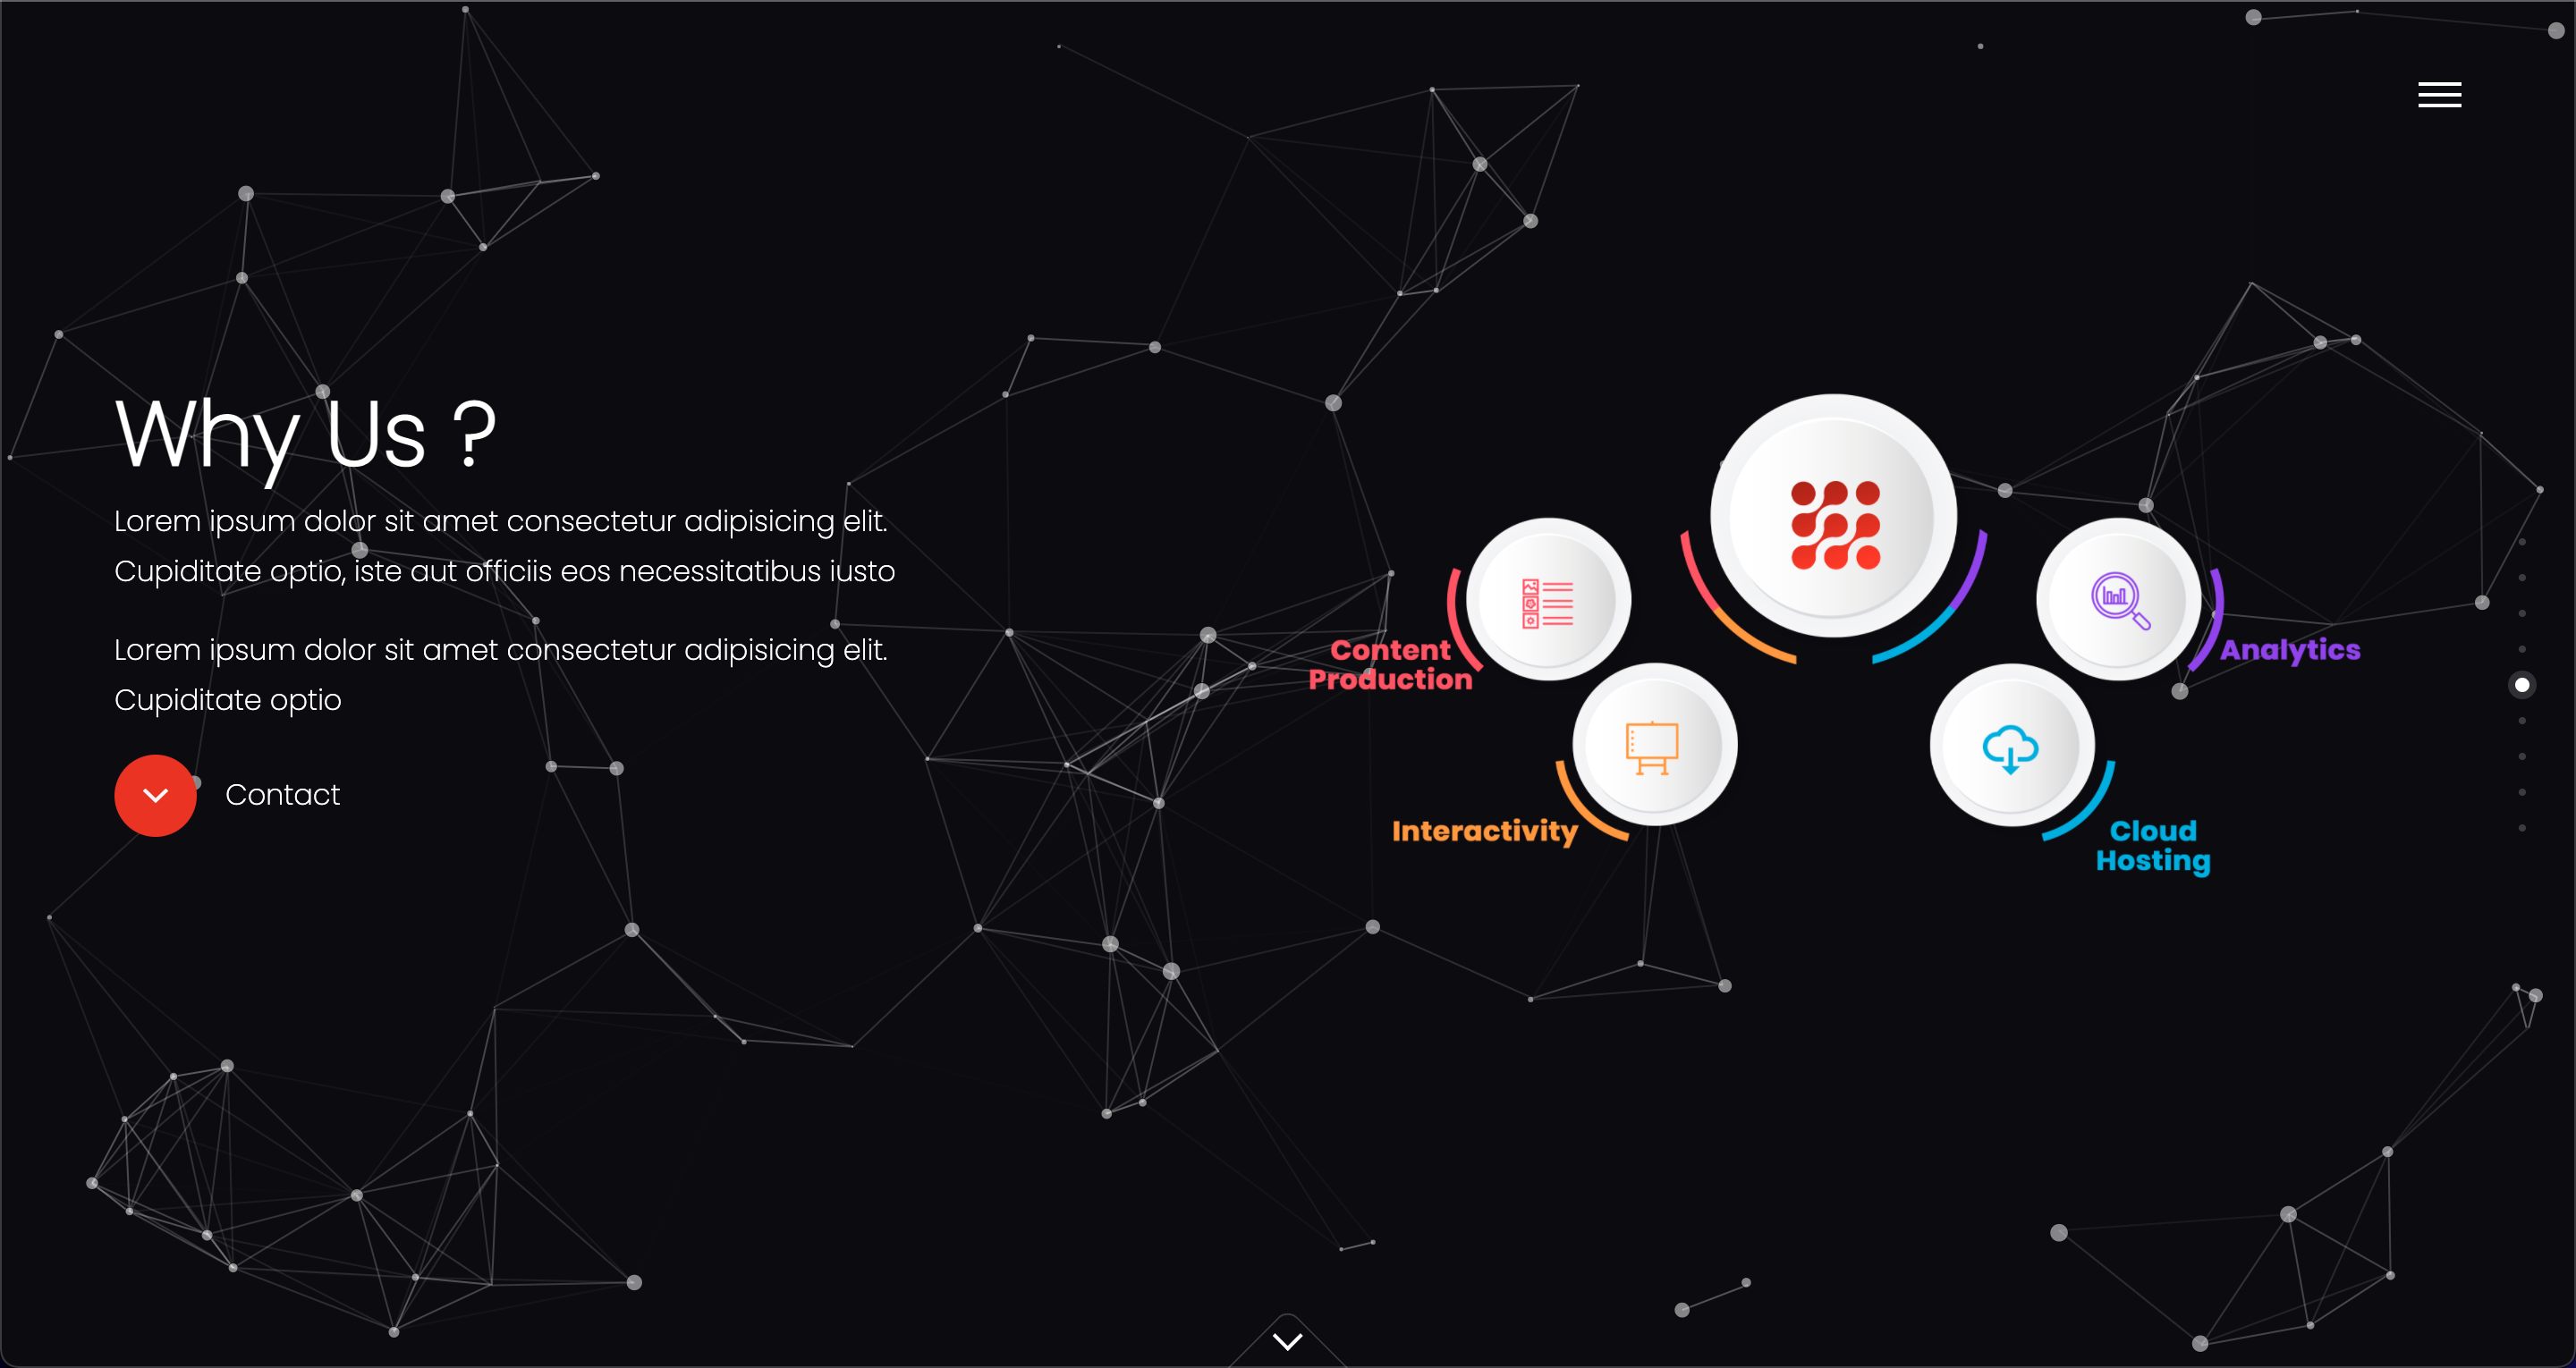 Why Us ?
Lorem ipsum dolor sit amet consectetur adipisicing elit.
Cupiditate optio, iste aut officiis eos necessitatibus iusto
Lorem ipsum dolor sit amet consectetur adipisicing elit.
Cupiditate optio
Contact
Content
Production
Interactivity
Analytics
Cloud
Hosting